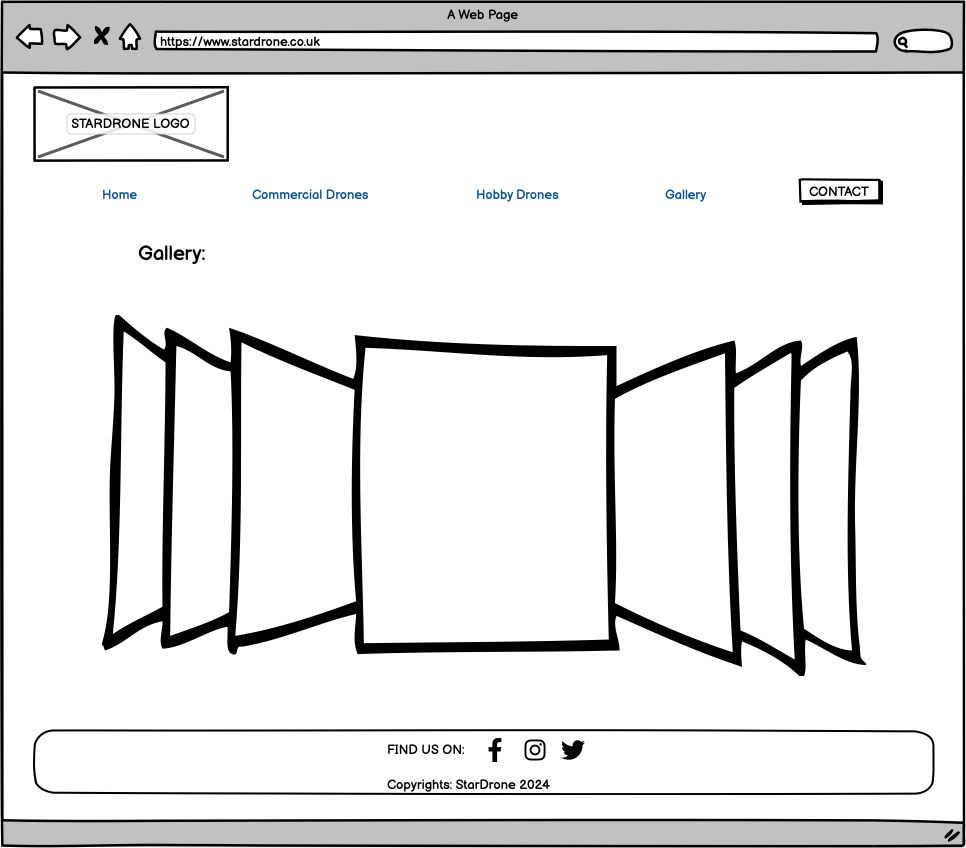 A Web Page
https://www.stardrone.co.uk
STARDRONE LOGO
Home Commercial Drones Hobby Drones Gallery CONTACT
Gallery:
FIND US ON:
Copyrights: StarDrone 2024